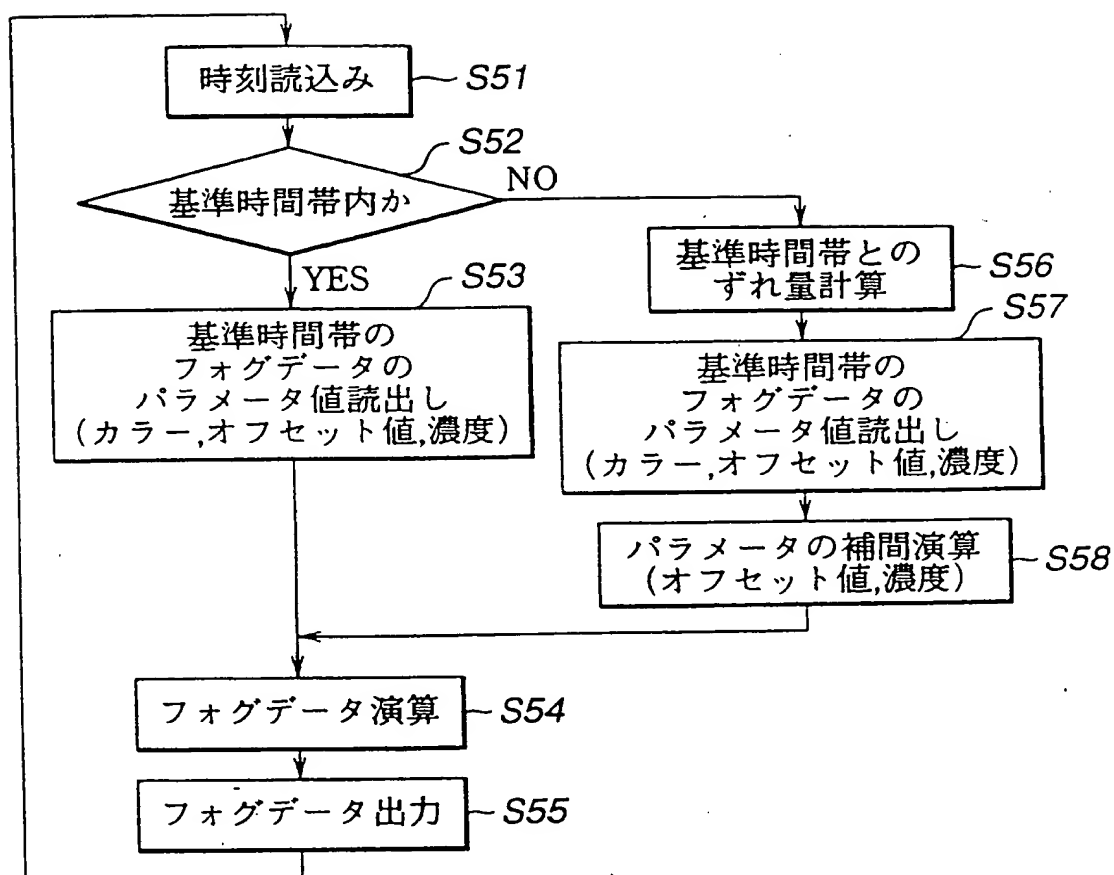 時刻読込み
S51
S52
基準時間帯内か
NO
YES
S53
基準時間帯の
フォグデータの
パラメータ値読出し
(カラー,オフセット値,濃度)
基準時間帯との
ずれ量計算
S56
S57
基準時間帯の
フォグデータの
パラメータ値読出し
(カラー,オフセット値,濃度)
パラメータの補間演算
(オフセット値,濃度)
S58
フォグデータ演算
S54
フォグデータ出力
S55